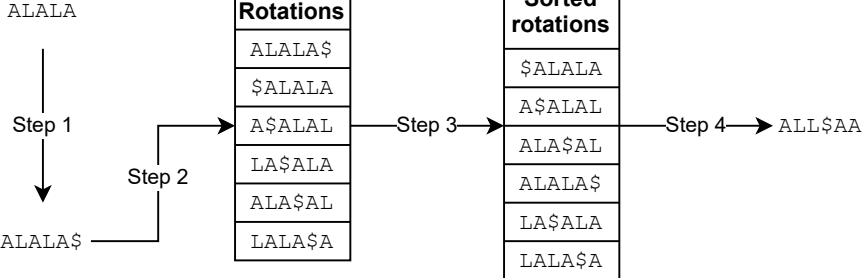 ALALA
Step 1
ALALA$
Step 2
Rotations
ALALA$
$ALALA
A$ALAL
LA$ALA
ALA$AL
LALA$A
Step 3
Sorted
rotations
$ALALA
A$ALAL
ALA$AL
ALALA$
LA$ALA
LALA$A
Step 4
ALL$AA